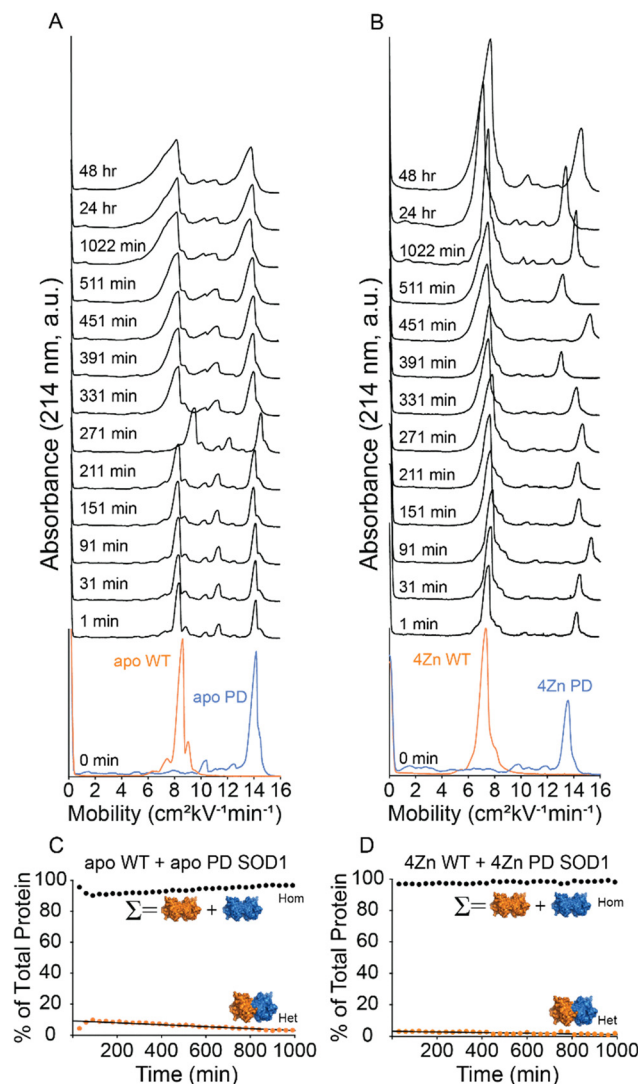 A
B
Absorbance (214 nm, a.u.)
48 hr
24 hr
1022 min
511 min
451 min
391 min
331 min
271 min
211 min
151 min
91 min
31 min
1 min
apo WT
apo PD
0 min
0 2 4 6 8 10 12 14 16
Mobility (cm²kV⁻¹min⁻¹)
Absorbance (214 nm, a.u.)
48 hr
24 hr
1022 min
511 min
451 min
391 min
331 min
271 min
211 min
151 min
91 min
31 min
1 min
4Zn WT
4Zn PD
0 min
0 2 4 6 8 10 12 14 16
Mobility (cm²kV⁻¹min⁻¹)
C
apo WT + apo PD SOD1
% of Total Protein
100
80
60
40
20
0
Σ= +
Hom
Het
200 400 600 800 1000
Time (min)
D
4Zn WT + 4Zn PD SOD1
% of Total Protein
100
80
60
40
20
0
Σ= +
Hom
Het
200 400 600 800 1000
Time (min)